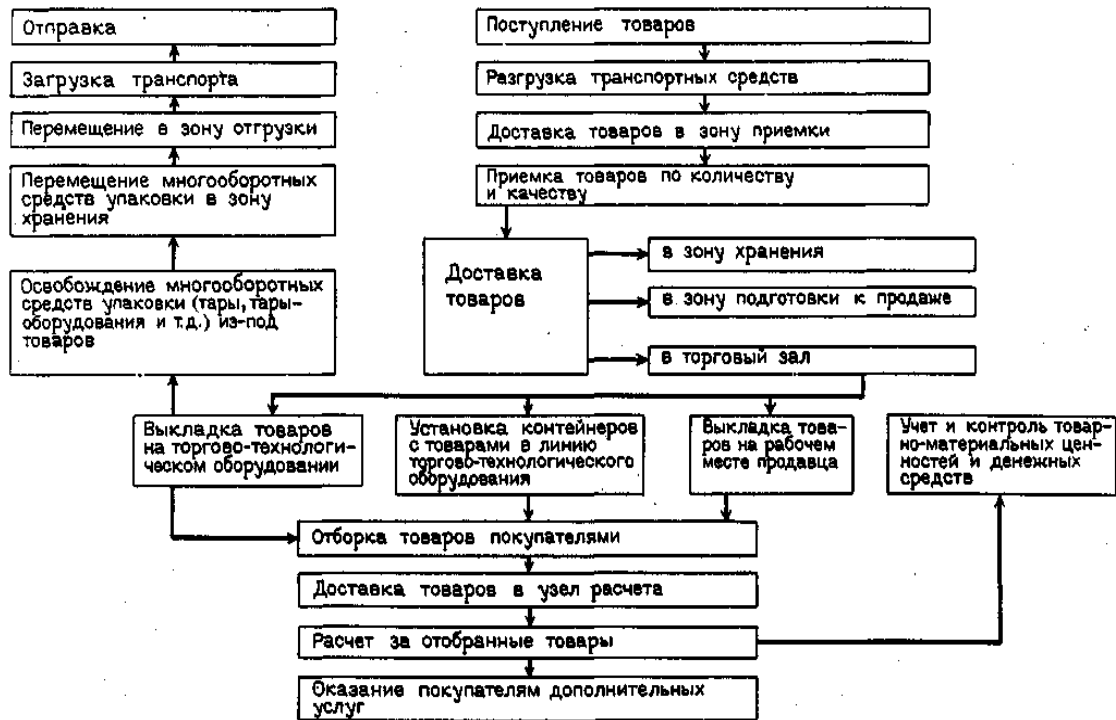 Отправка
Загрузка транспорта
Перемещение в зону отгрузки
Перемещение многооборотных
средств упаковки в зону
хранения
Освобождение многооборотных
средств упаковки (тары, тары-
оборудования и т.д.) из-под
товаров
Поступление товаров
Разгрузка транспортных средств
Доставка товаров в зону приемки
Приемка товаров по количеству
и качеству
Доставка
товаров
в зону хранения
в зону подготовки к продаже
в торговый зал
Выкладка товаров
на торгово-технологи-
ческом оборудовании
Установка контейнеров
с товарами в линию
торгово-технологического
оборудования
Выкладка това-
ров на рабочем
месте продавца
Учет и контроль товар-
но-материальных цен-
ностей и денежных
средств
Отборка товаров покупателями
Доставка товаров в узел расчета
Расчет за отобранные товары
Оказание покупателям дополнительных
услуг